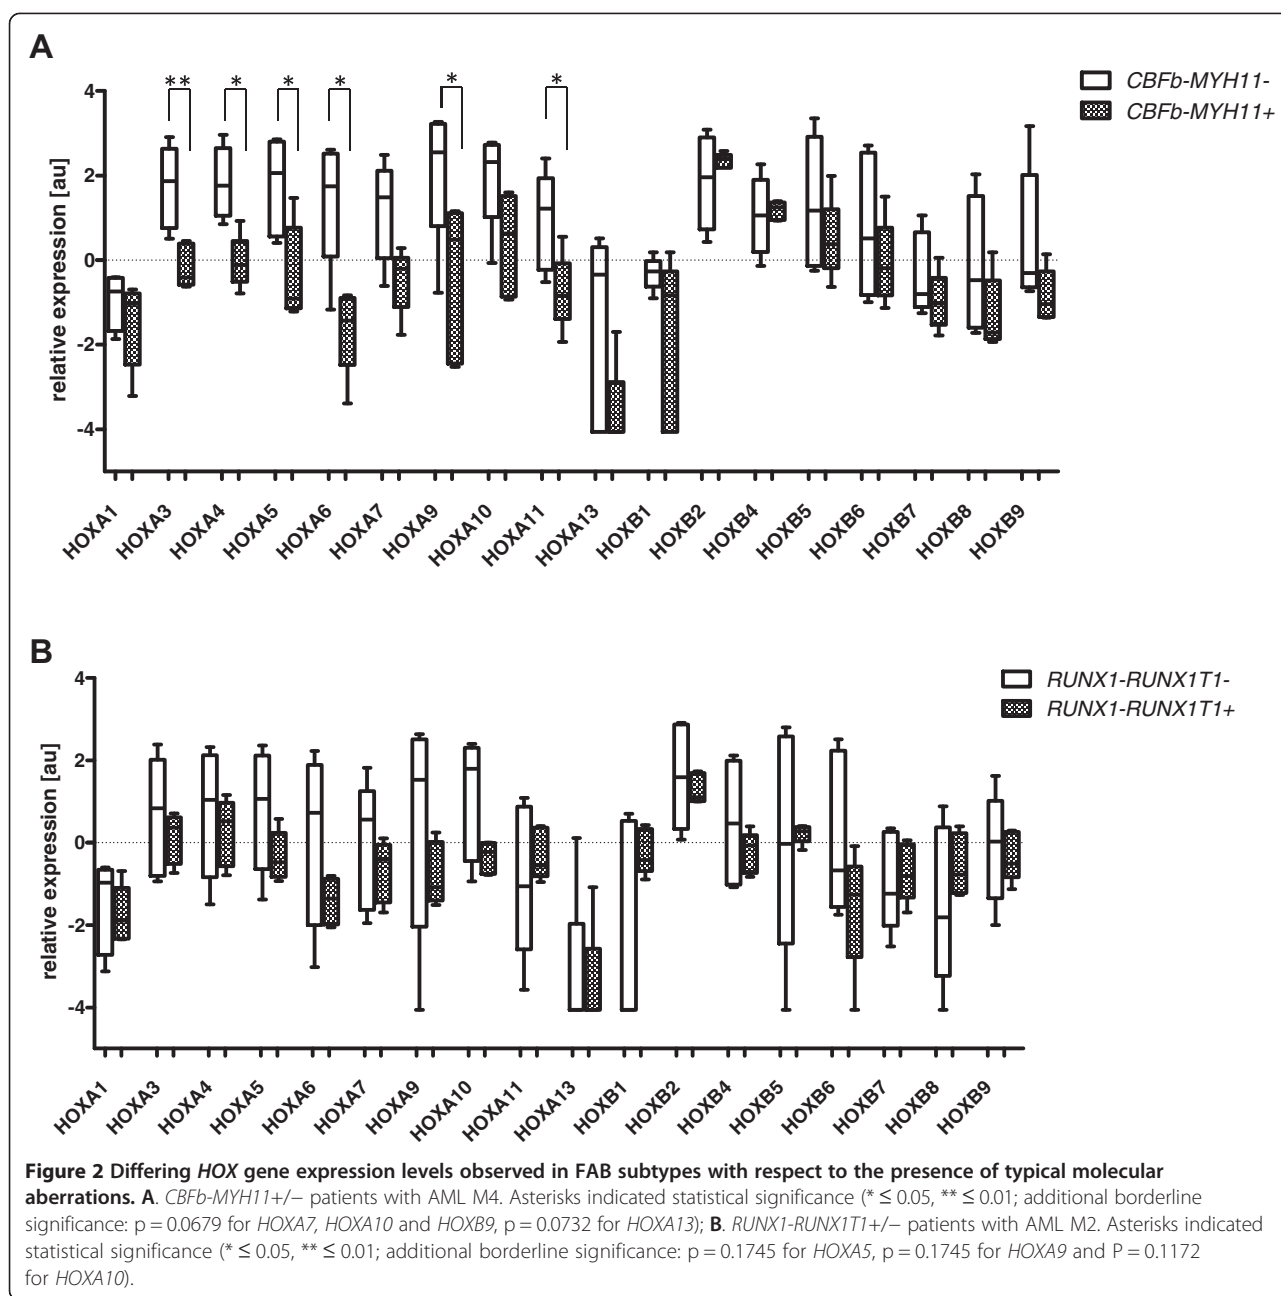 A
** * * * * *
CBFb-MYH11-
CBFb-MYH11+
relative expression [au]
4
2
0
-2
-4
HOXA1 HOXA3 HOXA4 HOXA5 HOXA6 HOXA7 HOXA9 HOXA10 HOXA11 HOXA13 HOXB1 HOXB2 HOXB4 HOXB5 HOXB6 HOXB7 HOXB8 HOXB9
B
RUNX1-RUNX1T1-
RUNX1-RUNX1T1+
relative expression [au]
4
2
0
-2
-4
HOXA1 HOXA3 HOXA4 HOXA5 HOXA6 HOXA7 HOXA9 HOXA10 HOXA11 HOXA13 HOXB1 HOXB2 HOXB4 HOXB5 HOXB6 HOXB7 HOXB8 HOXB9
Figure 2 Differing HOX gene expression levels observed in FAB subtypes with respect to the presence of typical molecular
aberrations. A. CBFb-MYH11+/− patients with AML M4. Asterisks indicated statistical significance (* ≤ 0.05, ** ≤ 0.01; additional borderline
significance: p = 0.0679 for HOXA7, HOXA10 and HOXB9, p = 0.0732 for HOXA13); B. RUNX1-RUNX1T1+/− patients with AML M2. Asterisks indicated
statistical significance (* ≤ 0.05, ** ≤ 0.01; additional borderline significance: p = 0.1745 for HOXA5, p = 0.1745 for HOXA9 and P = 0.1172
for HOXA10).